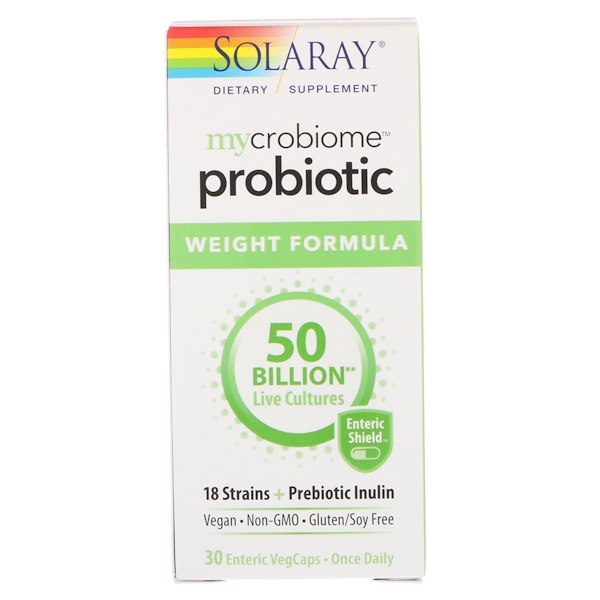 SOLARAY®
DIETARY SUPPLEMENT
mycrobiome™
probiotic
WEIGHT FORMULA
50
BILLION**
Live Cultures
Enteric
Shield™
18 Strains + Prebiotic Inulin
Vegan • Non-GMO • Gluten/Soy Free
30 Enteric VegCaps • Once Daily